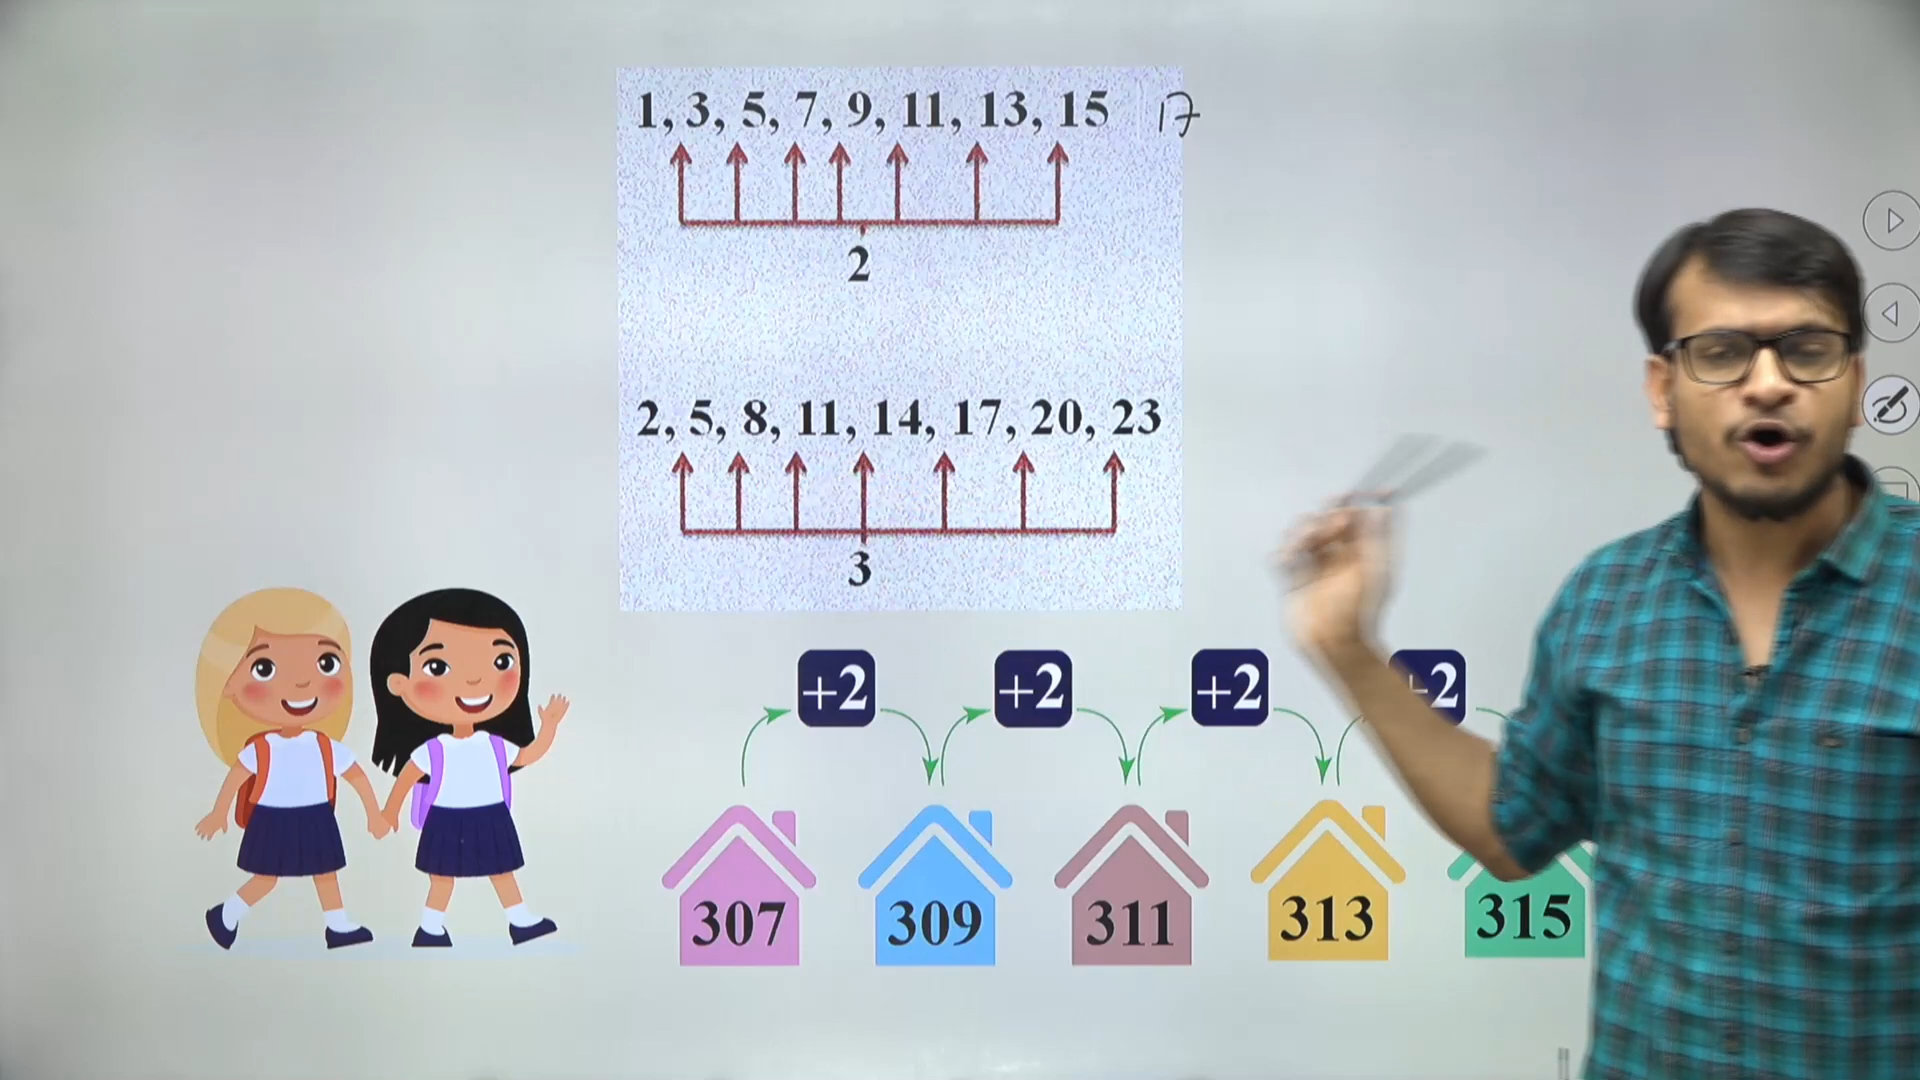 1, 3, 5, 7, 9, 11, 13, 15 17
2
2, 5, 8, 11, 14, 17, 20, 23
3
+2 +2 +2 +2
307 309 311 313 315